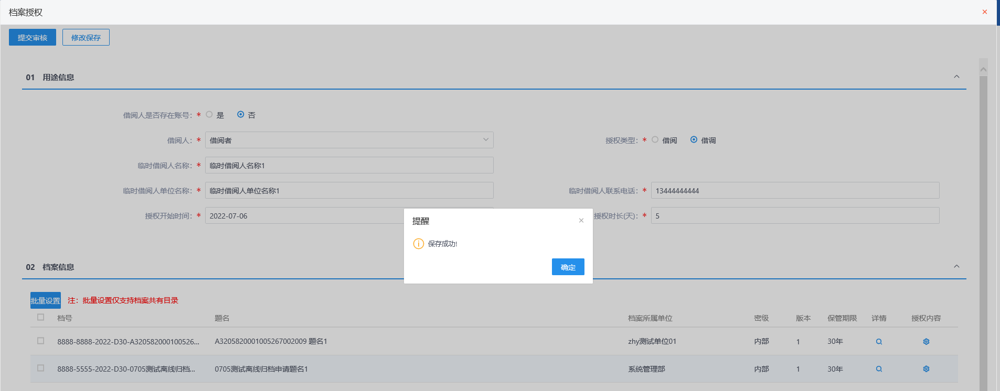 档案授权
提交审核 修改保存
01 用途信息
借阅人是否存在账号: * 是 否
借阅人: * 借阅者 授权类型: * 借阅 借调
临时借阅人名称: * 临时借阅人名称1
临时借阅人单位名称: * 临时借阅人单位名称1 临时借阅人联系电话: * 13444444444
授权开始时间: * 2022-07-06 授权时长(天): * 5
提醒
保存成功!
确定
02 档案信息
批量设置 注: 批量设置仅支持档案共有目录
档号 题名 档案所属单位 密级 版本 保管期限 详情 授权内容
8888-8888-2022-D30-A32058200010052​6... A3205820001005267002009 题名1 zhy测试单位01 内部 1 30年
8888-5555-2022-D30-0705测试离线归档... 0705测试离线归档申请题名1 系统管理部 内部 1 30年